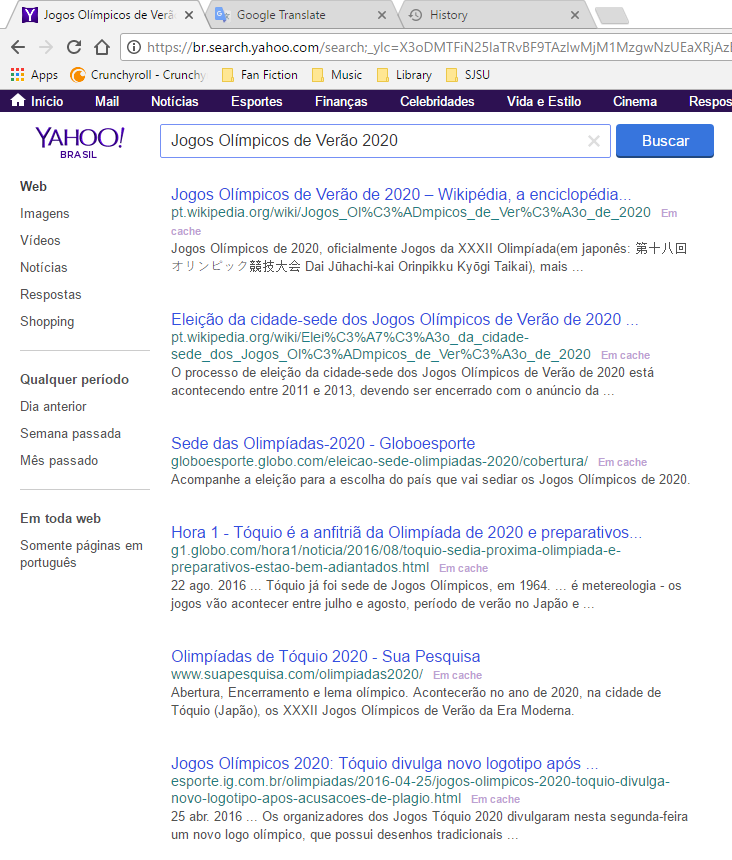 Jogos Olímpicos de Verã
Google Translate
History
https://br.search.yahoo.com/search;_ylc=X3oDMTFiN25laTRvBF9TAzIwMjM1MzgwNzUEaXRjAzI
Apps
Crunchyroll - Crunchy
Fan Fiction
Music
Library
SJSU
Início
Mail
Notícias
Esportes
Finanças
Celebridades
Vida e Estilo
Cinema
Respos
YAHOO!
BRASIL
Jogos Olímpicos de Verão 2020
Buscar
Web
Imagens
Vídeos
Notícias
Respostas
Shopping
Qualquer período
Dia anterior
Semana passada
Mês passado
Em toda web
Somente páginas em
português
Jogos Olímpicos de Verão de 2020 – Wikipédia, a enciclopédia...
pt.wikipedia.org/wiki/Jogos_Ol%C3%ADmpicos_de_Ver%C3%A3o_de_2020 Em
cache
Jogos Olímpicos de 2020, oficialmente Jogos da XXXII Olimpíada(em japonês: 第十八回
オリンピック競技大会 Dai Jūhachi-kai Orinpikku Kyōgi Taikai), mais ...
Eleição da cidade-sede dos Jogos Olímpicos de Verão de 2020 ...
pt.wikipedia.org/wiki/Elei%C3%A7%C3%A3o_da_cidade-
sede_dos_Jogos_Ol%C3%ADmpicos_de_Ver%C3%A3o_de_2020 Em cache
O processo de eleição da cidade-sede dos Jogos Olímpicos de Verão de 2020 está
acontecendo entre 2011 e 2013, devendo ser encerrado com o anúncio da ...
Sede das Olimpíadas-2020 - Globoesporte
globoesporte.globo.com/eleicao-sede-olimpiadas-2020/cobertura/ Em cache
Acompanhe a eleição para a escolha do país que vai sediar os Jogos Olímpicos de 2020.
Hora 1 - Tóquio é a anfitriã da Olimpíada de 2020 e preparativos...
g1.globo.com/hora1/noticia/2016/08/toquio-sedia-proxima-olimpiada-e-
preparativos-estao-bem-adiantados.html Em cache
22 ago. 2016 ... Tóquio já foi sede de Jogos Olímpicos, em 1964. ... é metereologia - os
jogos vão acontecer entre julho e agosto, período de verão no Japão e ...
Olimpíadas de Tóquio 2020 - Sua Pesquisa
www.suapesquisa.com/olimpiadas2020/ Em cache
Abertura, Encerramento e lema olímpico. Acontecerão no ano de 2020, na cidade de
Tóquio (Japão), os XXXII Jogos Olímpicos de Verão da Era Moderna.
Jogos Olímpicos 2020: Tóquio divulga novo logotipo após ...
esporte.ig.com.br/olimpiadas/2016-04-25/jogos-olimpicos-2020-toquio-divulga-
novo-logotipo-apos-acusacoes-de-plagio.html Em cache
25 abr. 2016 ... Os organizadores dos Jogos Tóquio 2020 divulgaram nesta segunda-feira
um novo logo olímpico, que possui desenhos tradicionais ...